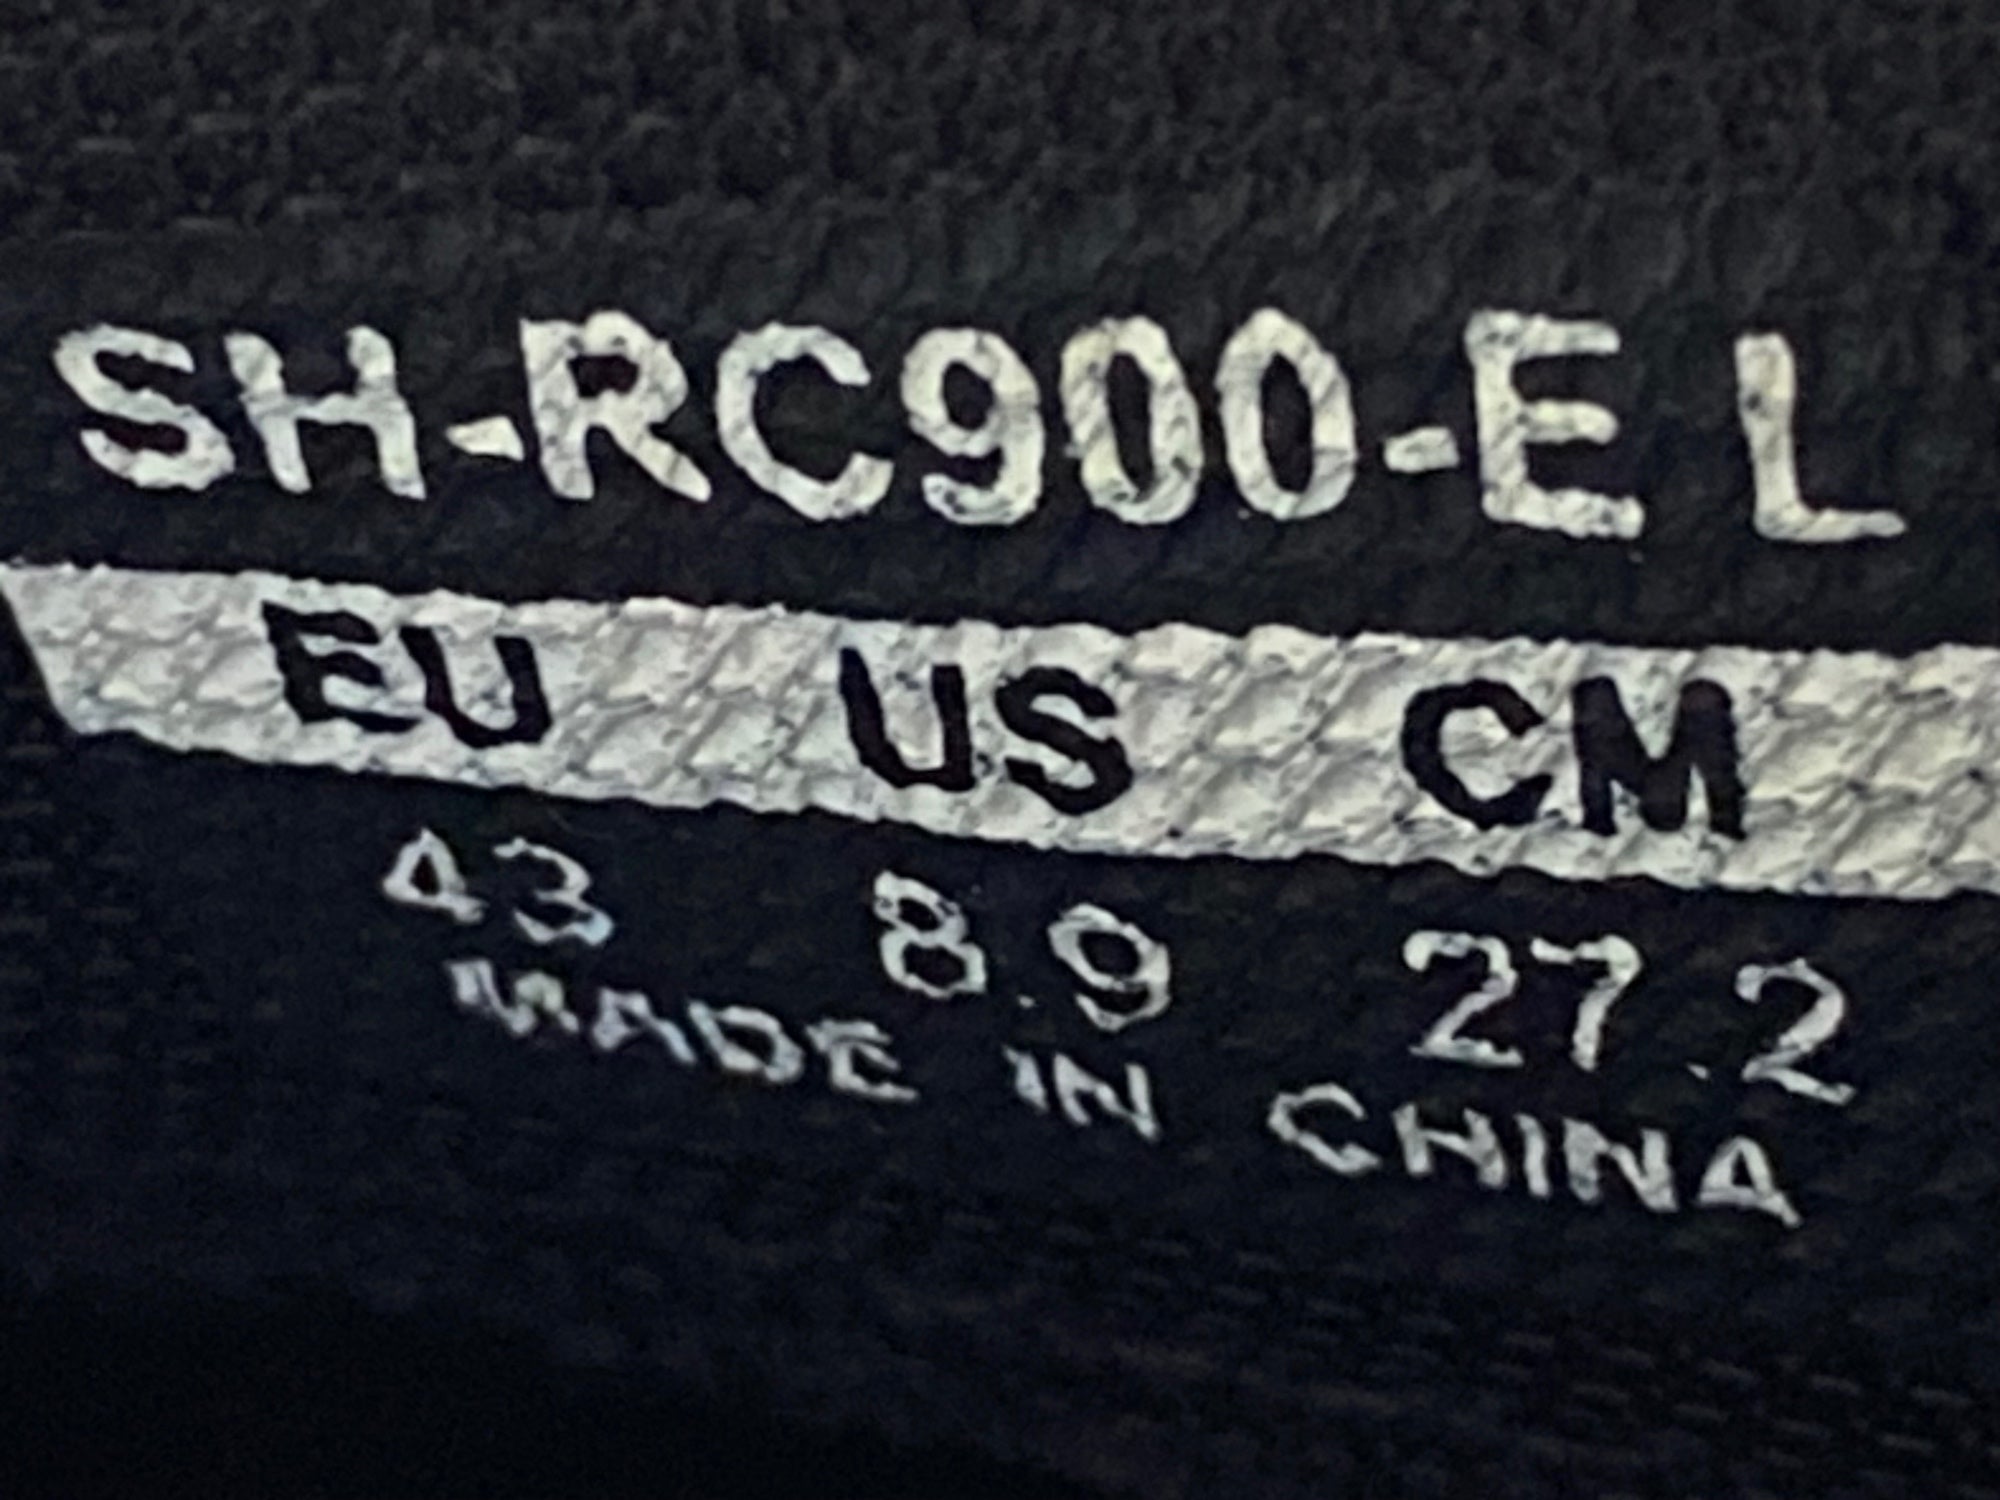 SH-RC900-E L
EU US CM
43 8.9 27.2
MADE IN CHINA